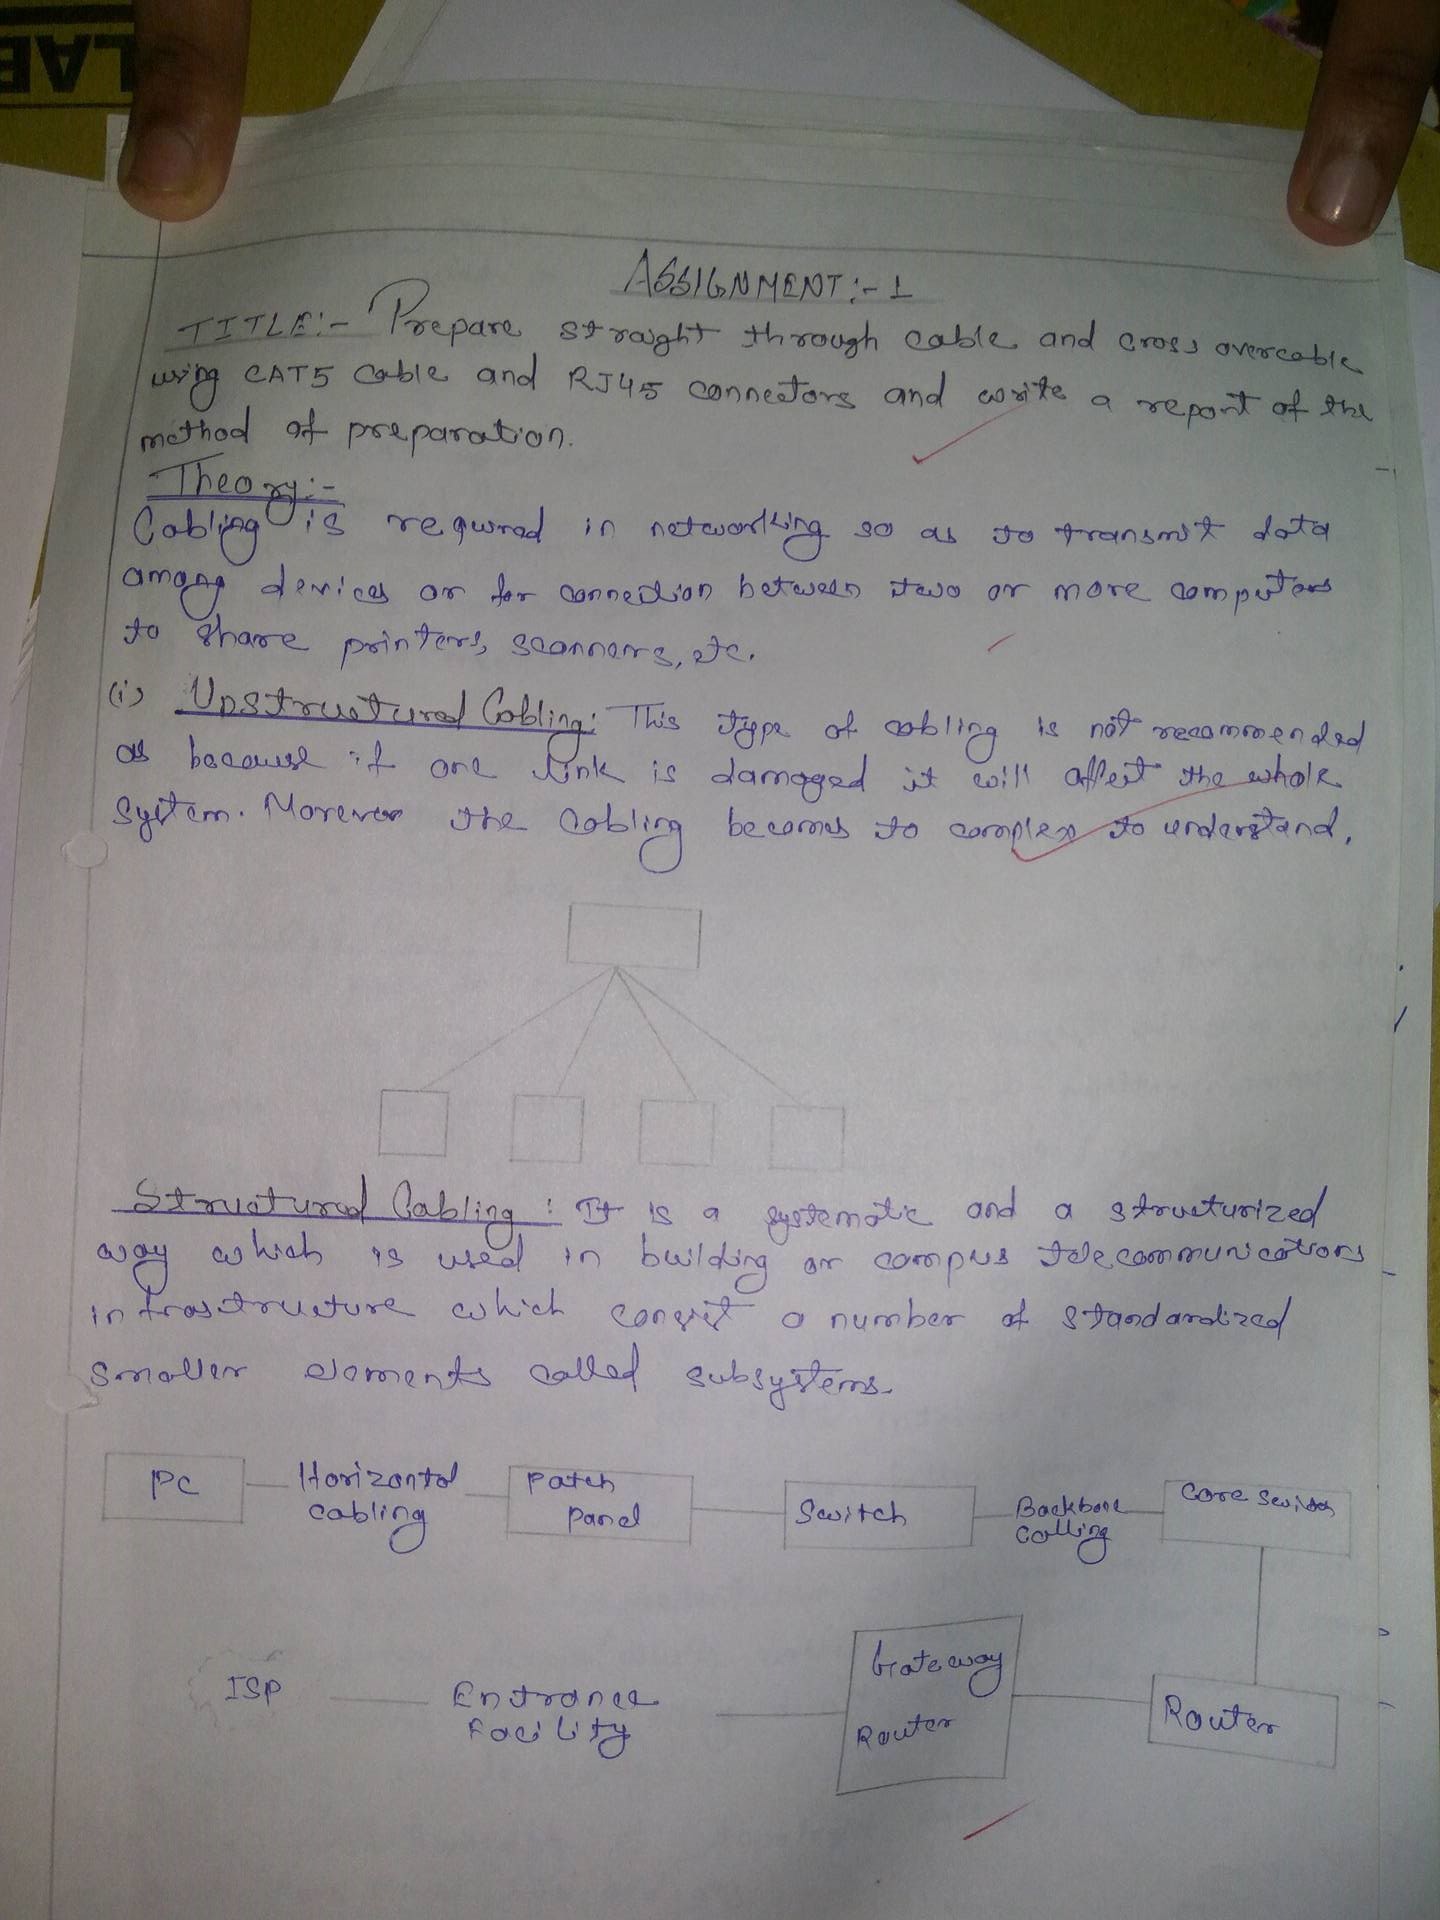 LAB
ASSIGNMENT:- 1
TITLE:- Prepare straight through cable and cross overcable
using CAT5 cable and RJ45 connectors and write a report of the
method of preparation.
Theory:-
Cabling is required in networking so as to transmit data
among devices or for connection between two or more computers
to share printers, scanners, etc.
(i) Unstructured Cabling: This type of cabling is not recommended
as because if one link is damaged it will affect the whole
system. Morever the cabling becomes to complex to understand.
Structured Cabling : It is a systematic and a structurized
way which is used in building or campus telecommunications
infrastructure which consist a number of standardized
smaller elements called subsystems.
PC Horizontal Patch Switch Backbone Core Switch
cabling Panel Calling
ISP Entrance Gateway Router
Facility Router